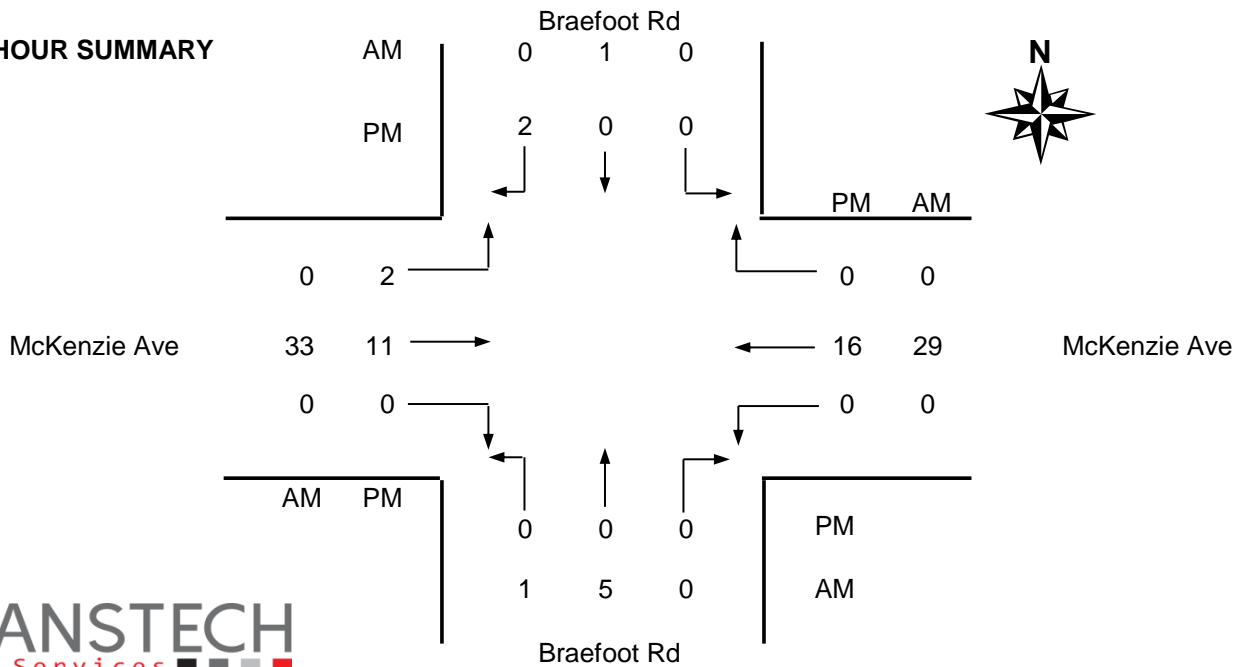 Braefoot Rd
HOUR SUMMARY AM 0 1 0 N
PM 2 0 0
PM AM
0 2 0 0
McKenzie Ave 33 11 16 29 McKenzie Ave
0 0 0 0
AM PM
0 0 0 PM
1 5 0 AM
ANSTECH
Services
Braefoot Rd